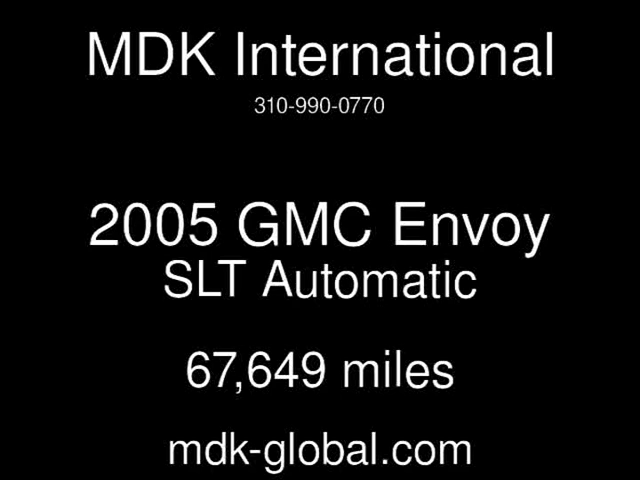 MDK International
310-990-0770
2005 GMC Envoy
SLT Automatic
67,649 miles
mdk-global.com